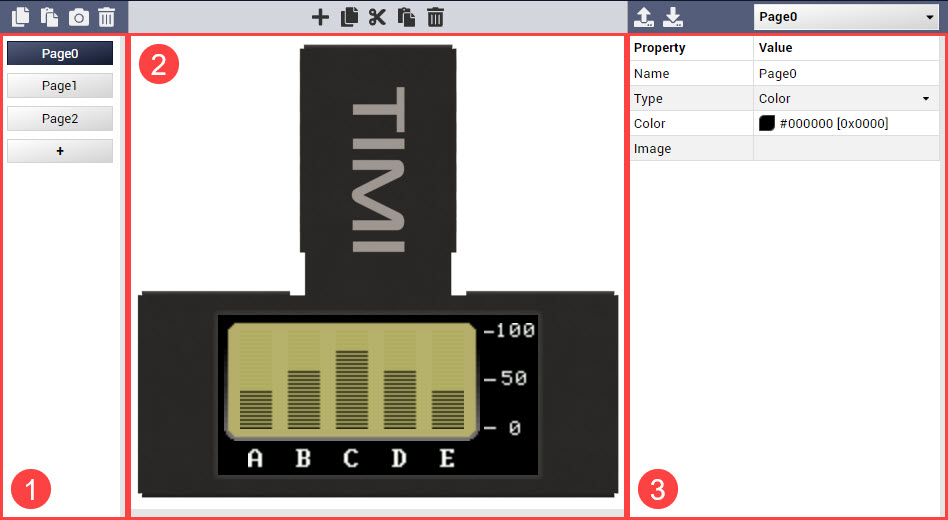 Page0
Page0
Page1
Page2
+
1
2
TIMI
-100
-50
- 0
A B C D E
Property Value
Name Page0
Type Color
Color #000000 [0x0000]
Image
3